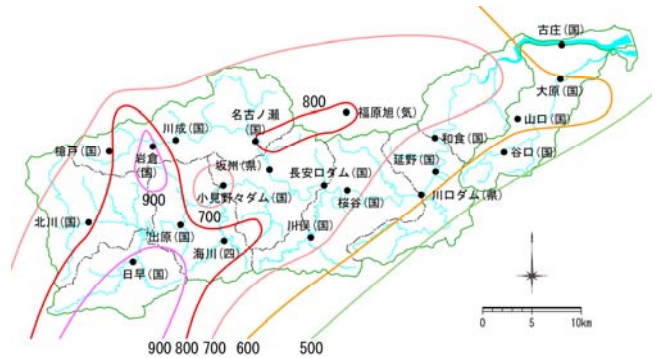 古庄(国)
大原(国)
800
福原旭(気)
名古ノ瀬
(国)
川成(国)
山口(国)
和食(国)
谷口(国)
槍戸(国)
岩倉
(国)
坂州(県)
長安口ダム(国)
延野(国)
900
小見野々ダム(国)
700
桜谷(国)
川口ダム(県)
北川(国)
出原(国)
海川(四)
川俣(国)
日早(国)
0 5 10km
900 800 700 600 500